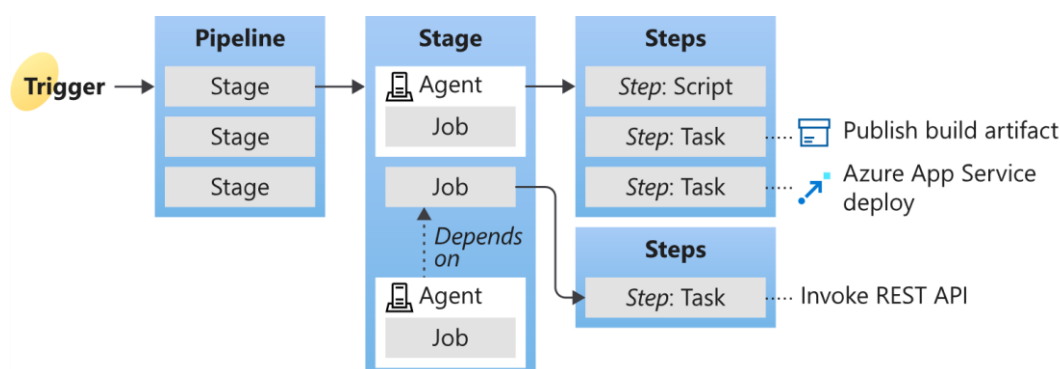 Trigger
Pipeline
Stage
Stage
Stage
Stage
Agent
Job
Job
Depends
on
Agent
Job
Steps
Step: Script
Step: Task
Publish build artifact
Step: Task
Azure App Service
deploy
Steps
Step: Task
Invoke REST API